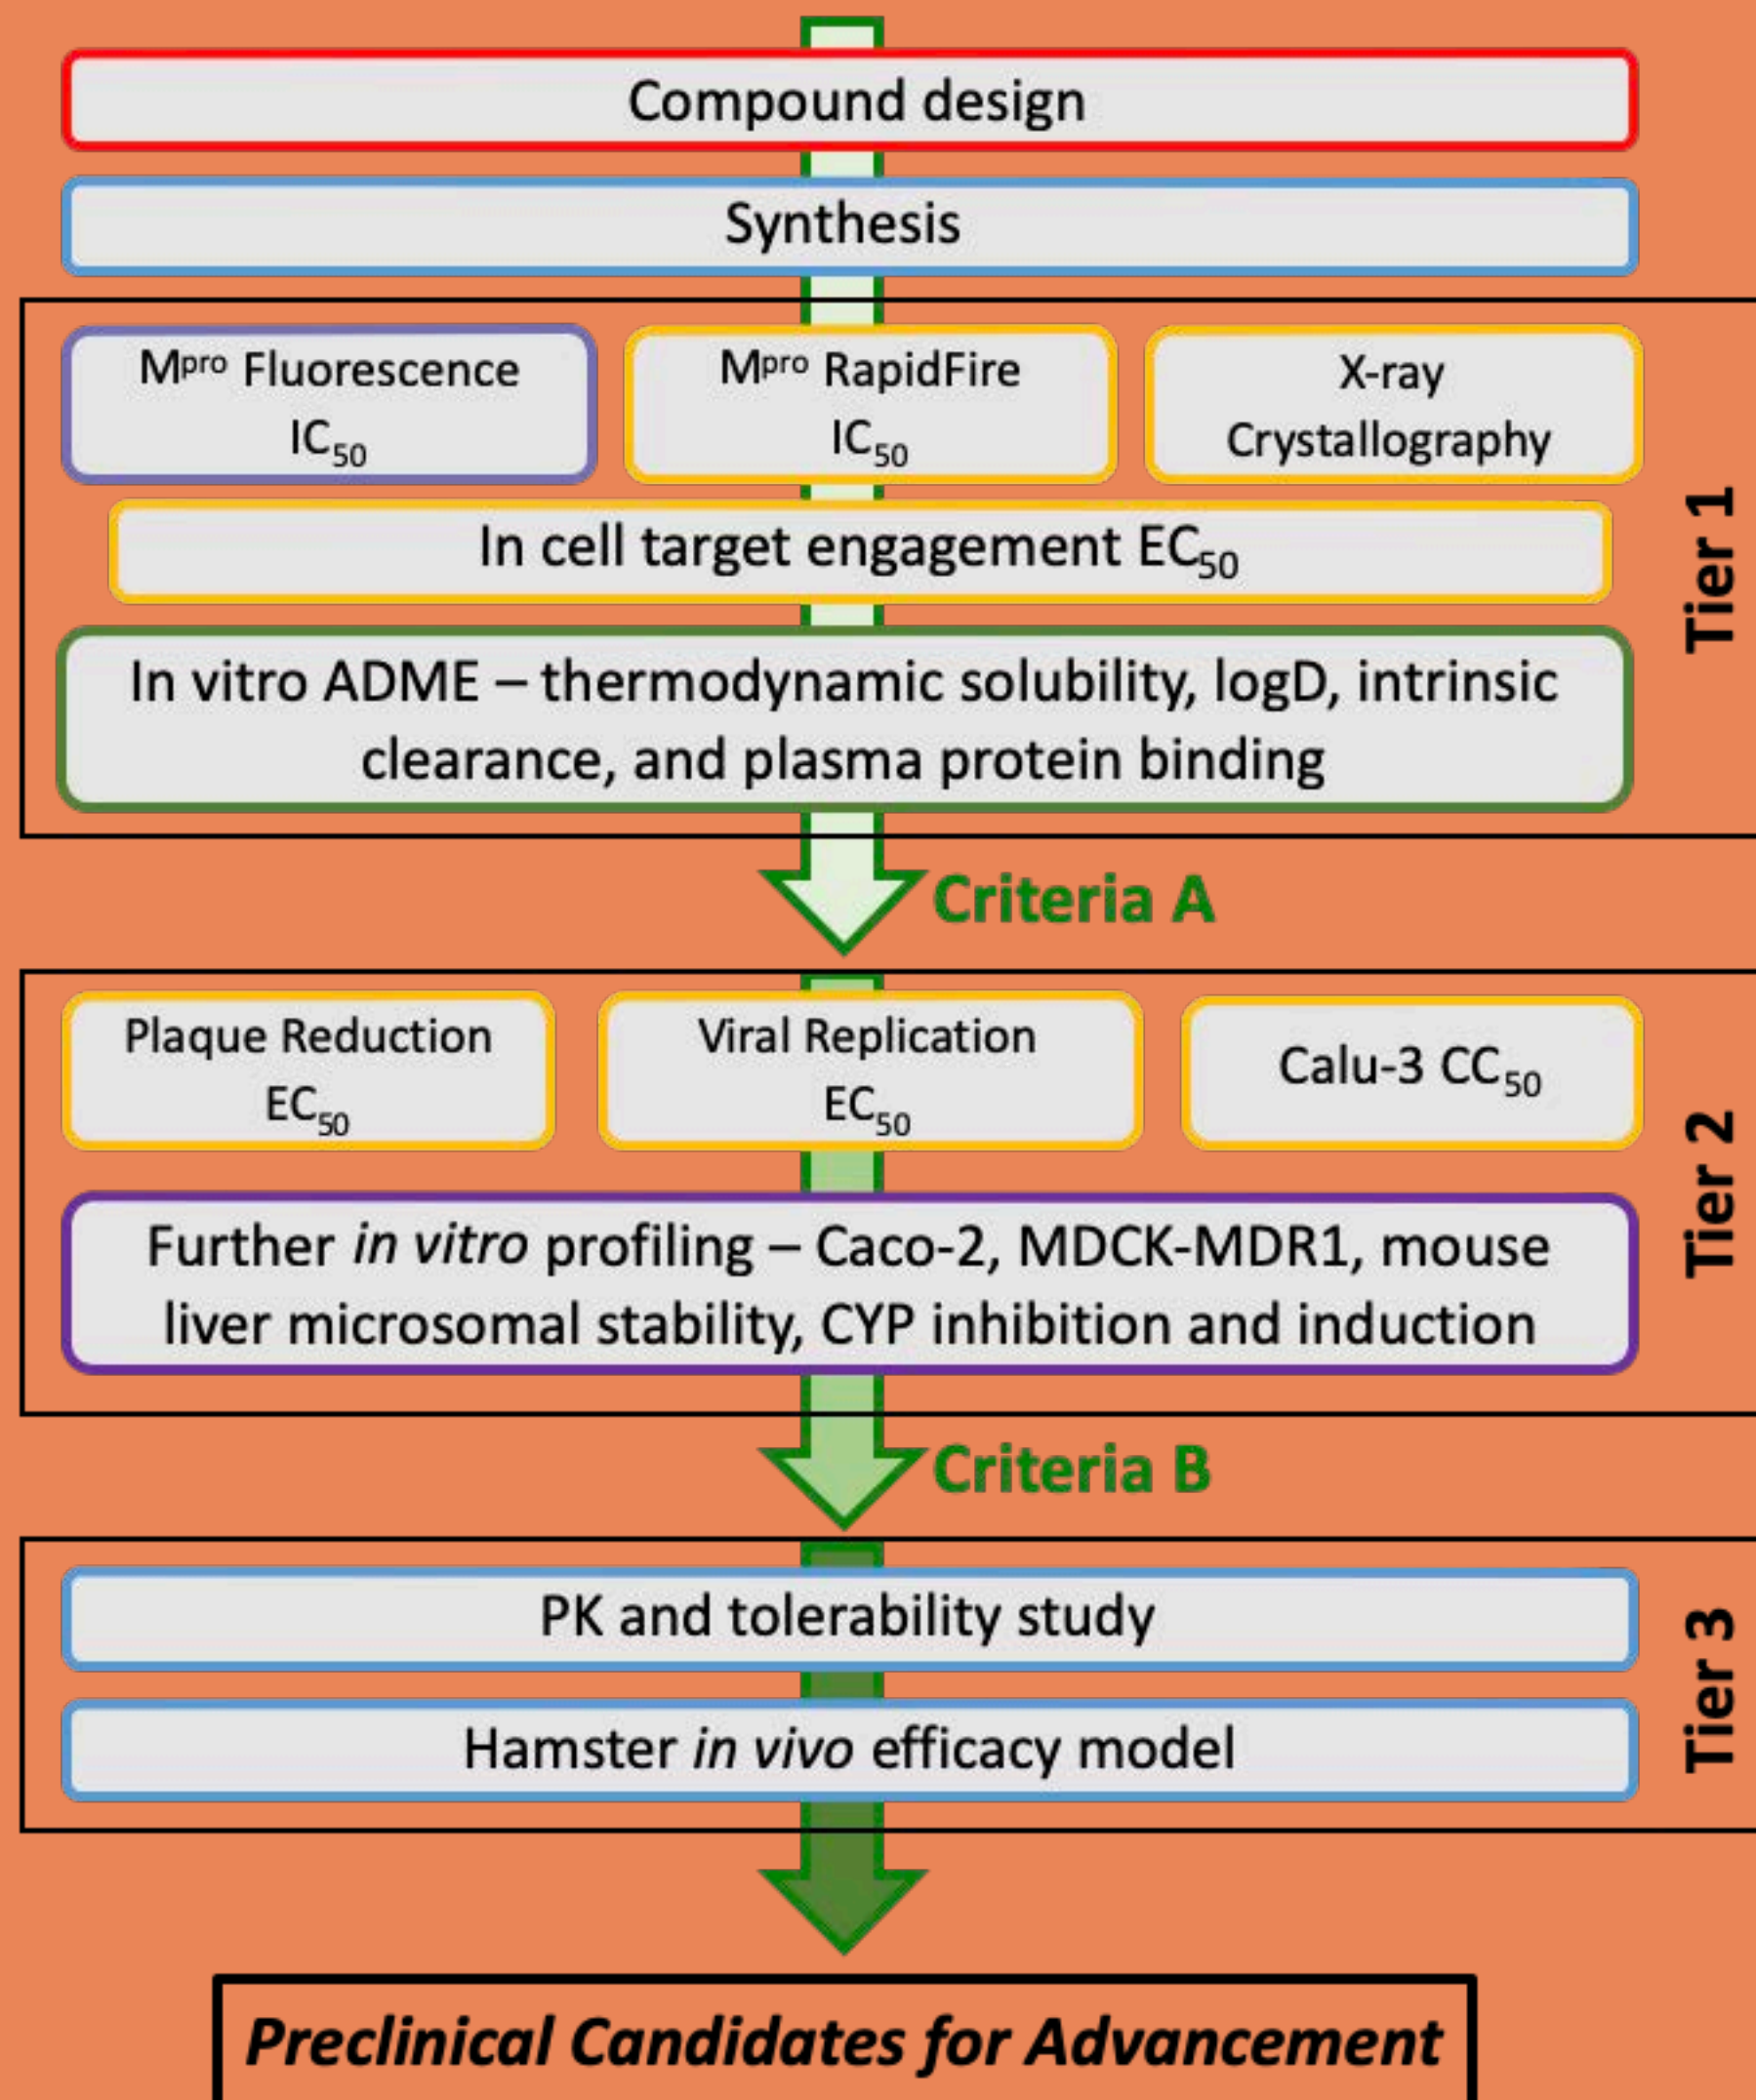 Compound design
Synthesis
Mᵖʳᵒ Fluorescence
IC₅₀
Mᵖʳᵒ RapidFire
IC₅₀
X-ray
Crystallography
In cell target engagement EC₅₀
In vitro ADME – thermodynamic solubility, logD, intrinsic
clearance, and plasma protein binding
Tier 1
Criteria A
Plaque Reduction
EC₅₀
Viral Replication
EC₅₀
Calu-3 CC₅₀
Further in vitro profiling – Caco-2, MDCK-MDR1, mouse
liver microsomal stability, CYP inhibition and induction
Tier 2
Criteria B
PK and tolerability study
Hamster in vivo efficacy model
Tier 3
Preclinical Candidates for Advancement